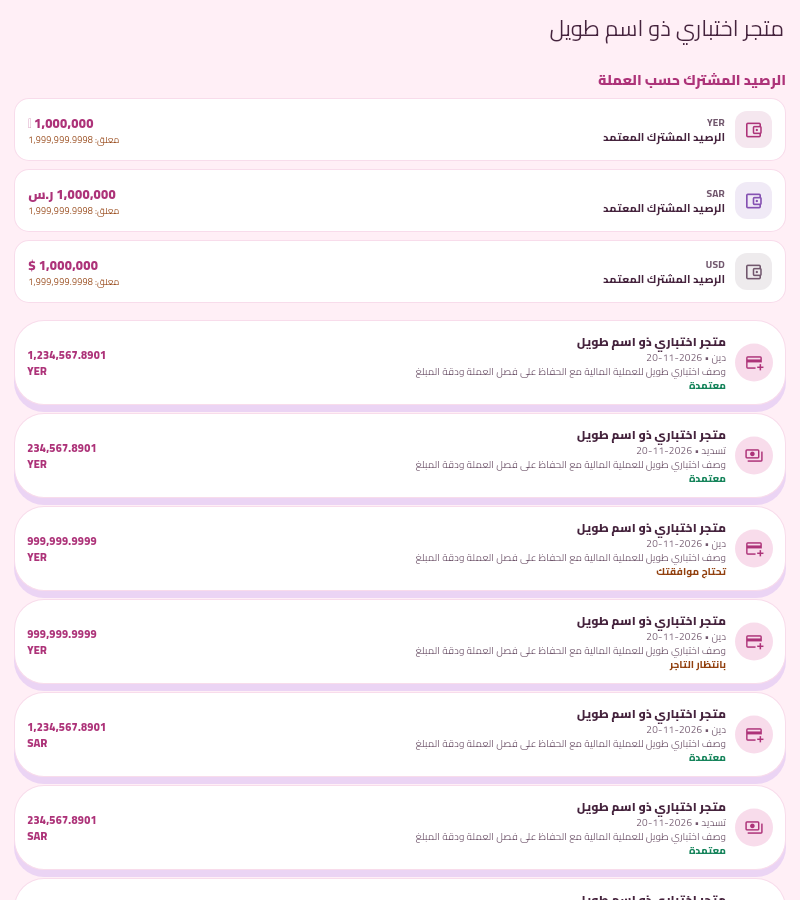 متجر اختباري ذو اسم طويل
الرصيد المشترك حسب العملة
YER
الرصيد المشترك المعتمد
1,000,000
معلق: 1,999,999.9998
SAR
الرصيد المشترك المعتمد
1,000,000 ر.س
معلق: 1,999,999.9998
USD
الرصيد المشترك المعتمد
$ 1,000,000
معلق: 1,999,999.9998
متجر اختباري ذو اسم طويل
دين • 2026-11-20
وصف اختباري طويل للعملية المالية مع الحفاظ على فصل العملة ودقة المبلغ
معتمدة
1,234,567.8901
YER
متجر اختباري ذو اسم طويل
تسديد • 2026-11-20
وصف اختباري طويل للعملية المالية مع الحفاظ على فصل العملة ودقة المبلغ
معتمدة
234,567.8901
YER
متجر اختباري ذو اسم طويل
دين • 2026-11-20
وصف اختباري طويل للعملية المالية مع الحفاظ على فصل العملة ودقة المبلغ
تحتاج موافقتك
999,999.9999
YER
متجر اختباري ذو اسم طويل
دين • 2026-11-20
وصف اختباري طويل للعملية المالية مع الحفاظ على فصل العملة ودقة المبلغ
بانتظار التاجر
999,999.9999
YER
متجر اختباري ذو اسم طويل
دين • 2026-11-20
وصف اختباري طويل للعملية المالية مع الحفاظ على فصل العملة ودقة المبلغ
معتمدة
1,234,567.8901
SAR
متجر اختباري ذو اسم طويل
تسديد • 2026-11-20
وصف اختباري طويل للعملية المالية مع الحفاظ على فصل العملة ودقة المبلغ
معتمدة
234,567.8901
SAR